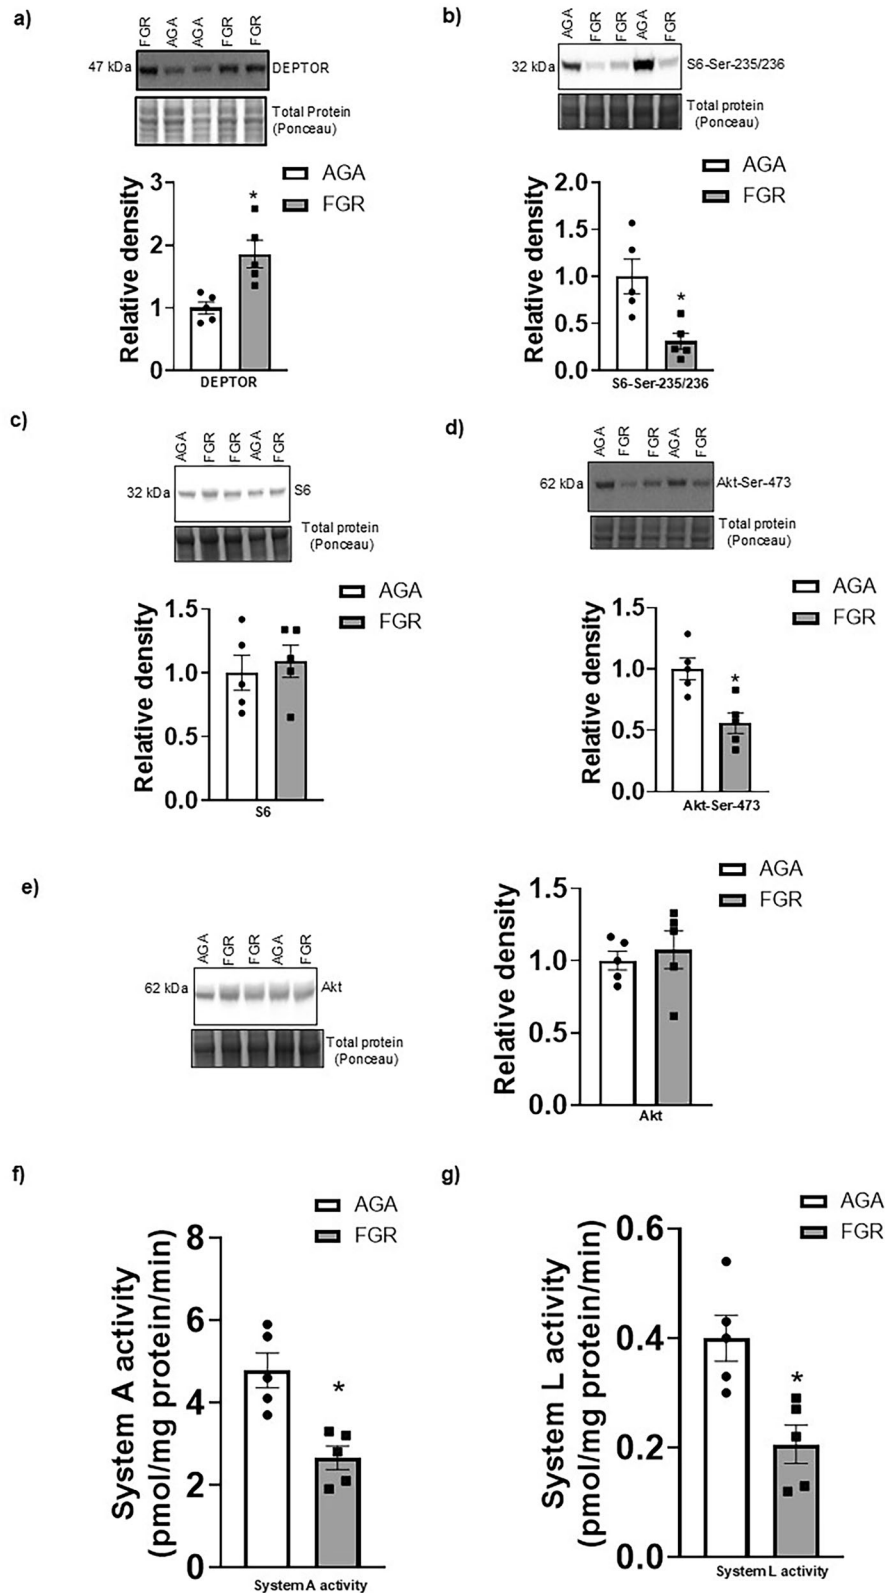 a)
FGR AGA AGA FGR FGR
47 kDa DEPTOR
Total Protein
(Ponceau)
AGA
FGR
Relative density
3
2
1
0
*
DEPTOR
b)
AGA FGR FGR AGA FGR
32 kDa S6-Ser-235/236
Total protein
(Ponceau)
AGA
FGR
Relative density
2.0
1.5
1.0
0.5
0.0
*
S6-Ser-235/236
c)
AGA FGR FGR AGA FGR
32 kDa S6
Total protein
(Ponceau)
AGA
FGR
Relative density
1.5
1.0
0.5
0.0
S6
d)
AGA FGR FGR AGA FGR
62 kDa Akt-Ser-473
Total protein
(Ponceau)
AGA
FGR
Relative density
1.5
1.0
0.5
0.0
*
Akt-Ser-473
e)
AGA FGR FGR AGA FGR
62 kDa Akt
Total protein
(Ponceau)
AGA
FGR
Relative density
1.5
1.0
0.5
0.0
Akt
f)
AGA
FGR
System A activity
(pmol/mg protein/min)
8
6
4
2
0
*
System A activity
g)
AGA
FGR
System L activity
(pmol/mg protein/min)
0.6
0.4
0.2
0.0
*
System L activity